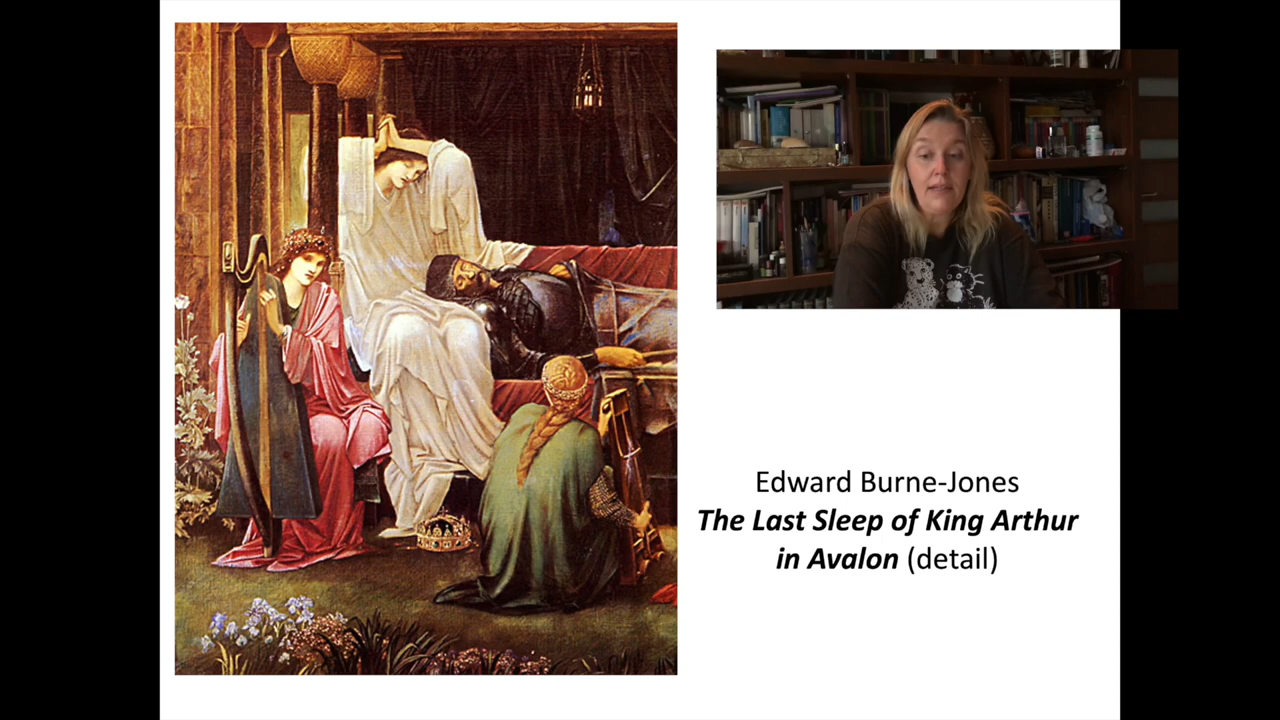 Edward Burne-Jones
The Last Sleep of King Arthur
in Avalon (detail)